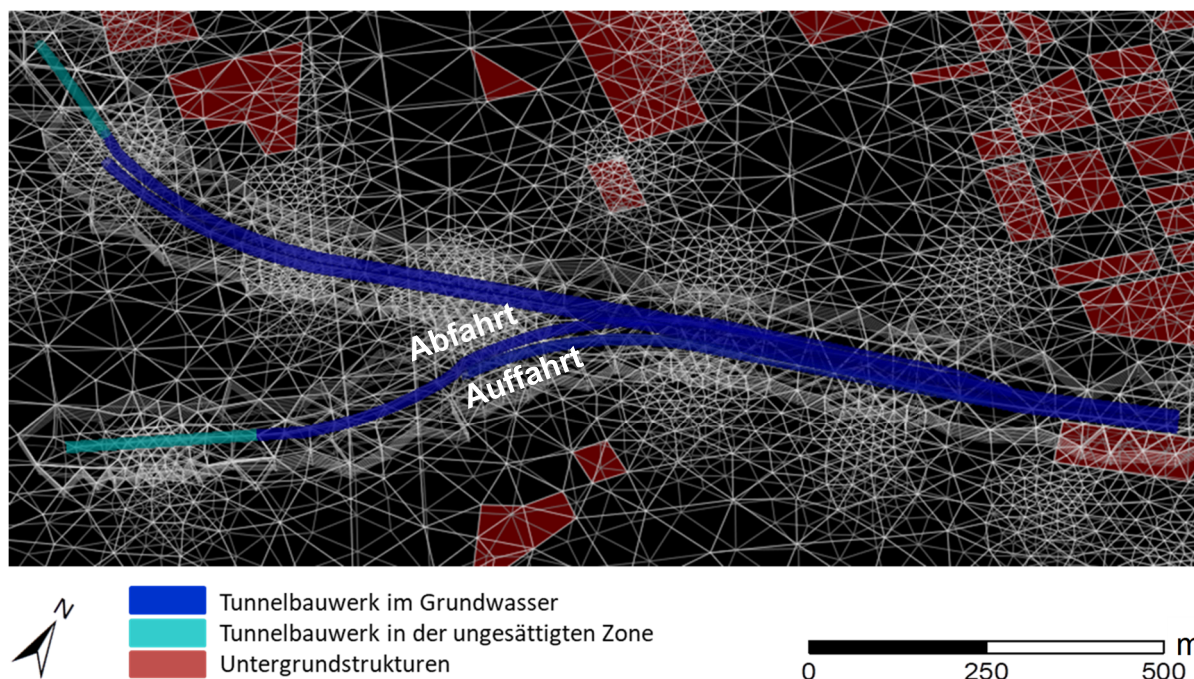 Abfahrt
Auffahrt
N
Tunnelbauwerk im Grundwasser
Tunnelbauwerk in der ungesättigten Zone
Untergrundstrukturen
m
0 250 500